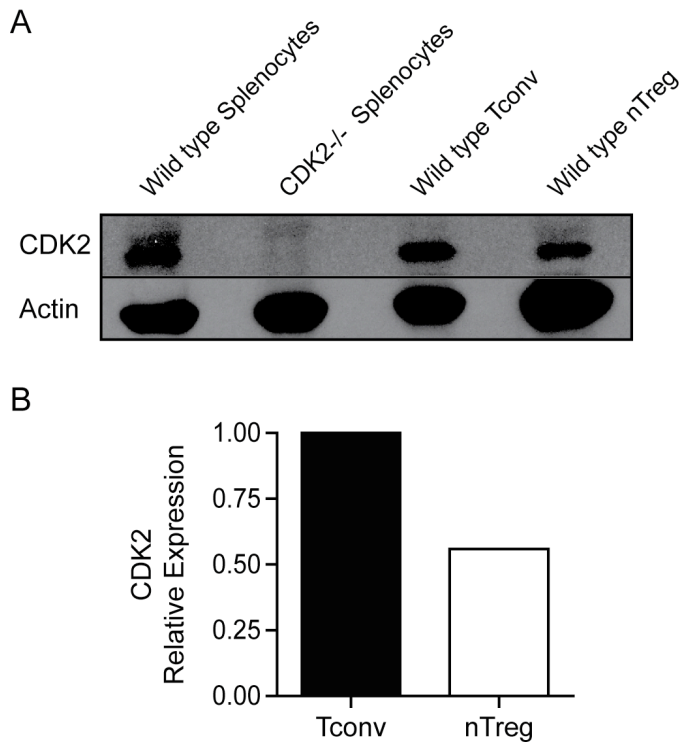 A
Wild type Splenocytes
CDK2-/- Splenocytes
Wild type Tconv
Wild type nTreg
CDK2
Actin
B
CDK2
Relative Expression
1.00
0.75
0.50
0.25
0.00
Tconv
nTreg